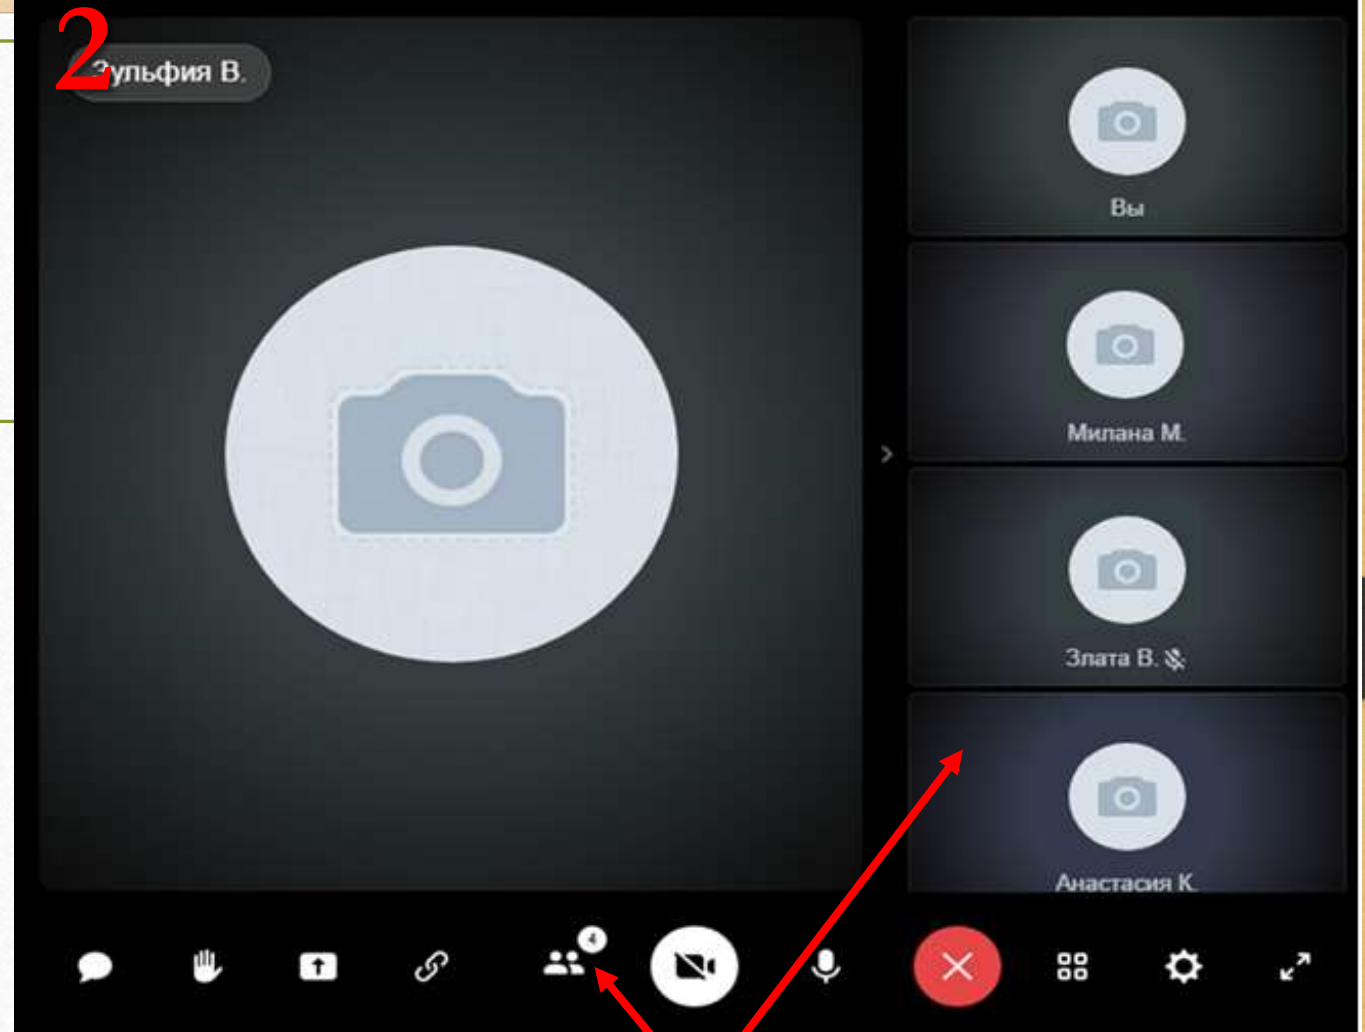 2
Зульфия В.
Вы
Милана М.
Злата В.
Анастасия К.
4